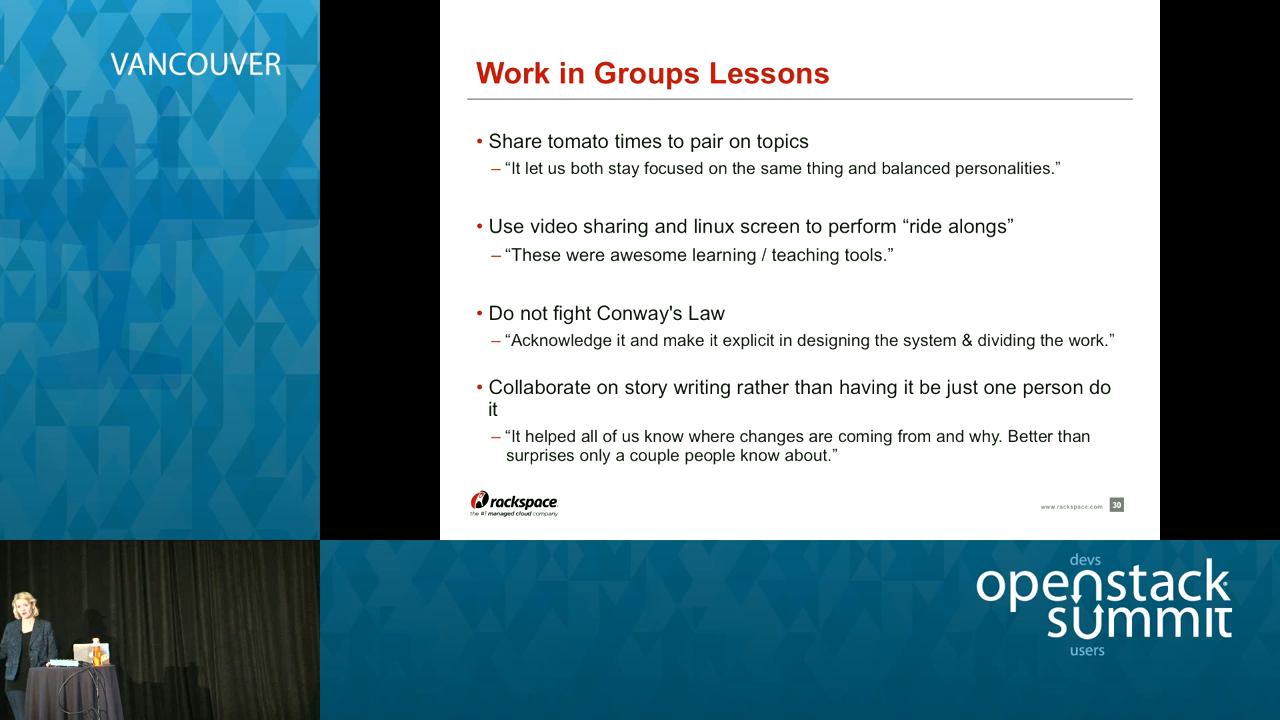 VANCOUVER
Work in Groups Lessons
• Share tomato times to pair on topics
– “It let us both stay focused on the same thing and balanced personalities.”
• Use video sharing and linux screen to perform “ride alongs”
– “These were awesome learning / teaching tools.”
• Do not fight Conway's Law
– “Acknowledge it and make it explicit in designing the system & dividing the work.”
• Collaborate on story writing rather than having it be just one person do
it
– “It helped all of us know where changes are coming from and why. Better than
surprises only a couple people know about.”
rackspace
the #1 managed cloud company
www.rackspace.com 30
devs
openstack
summit
users